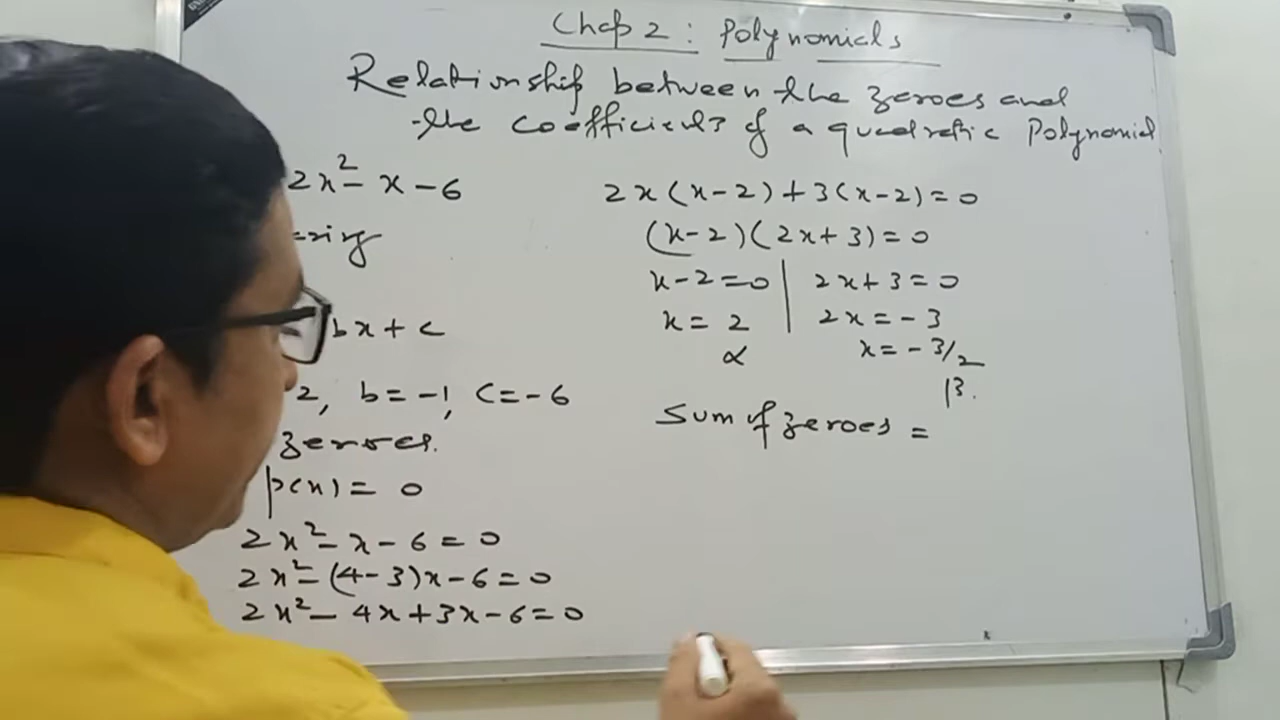 Chap 2: Polynomials
Relationship between the zeroes and
the coefficients of a quadratic Polynomial
2x² - x - 6
bx + c
2, b = -1, c = -6
zeroes.
p(x) = 0
2x² - x - 6 = 0
2x² - (4 - 3)x - 6 = 0
2x² - 4x + 3x - 6 = 0
2x(x - 2) + 3(x - 2) = 0
(x - 2)(2x + 3) = 0
x - 2 = 0 | 2x + 3 = 0
x = 2 | 2x = -3
α x = -3/2
β.
Sum of zeroes =